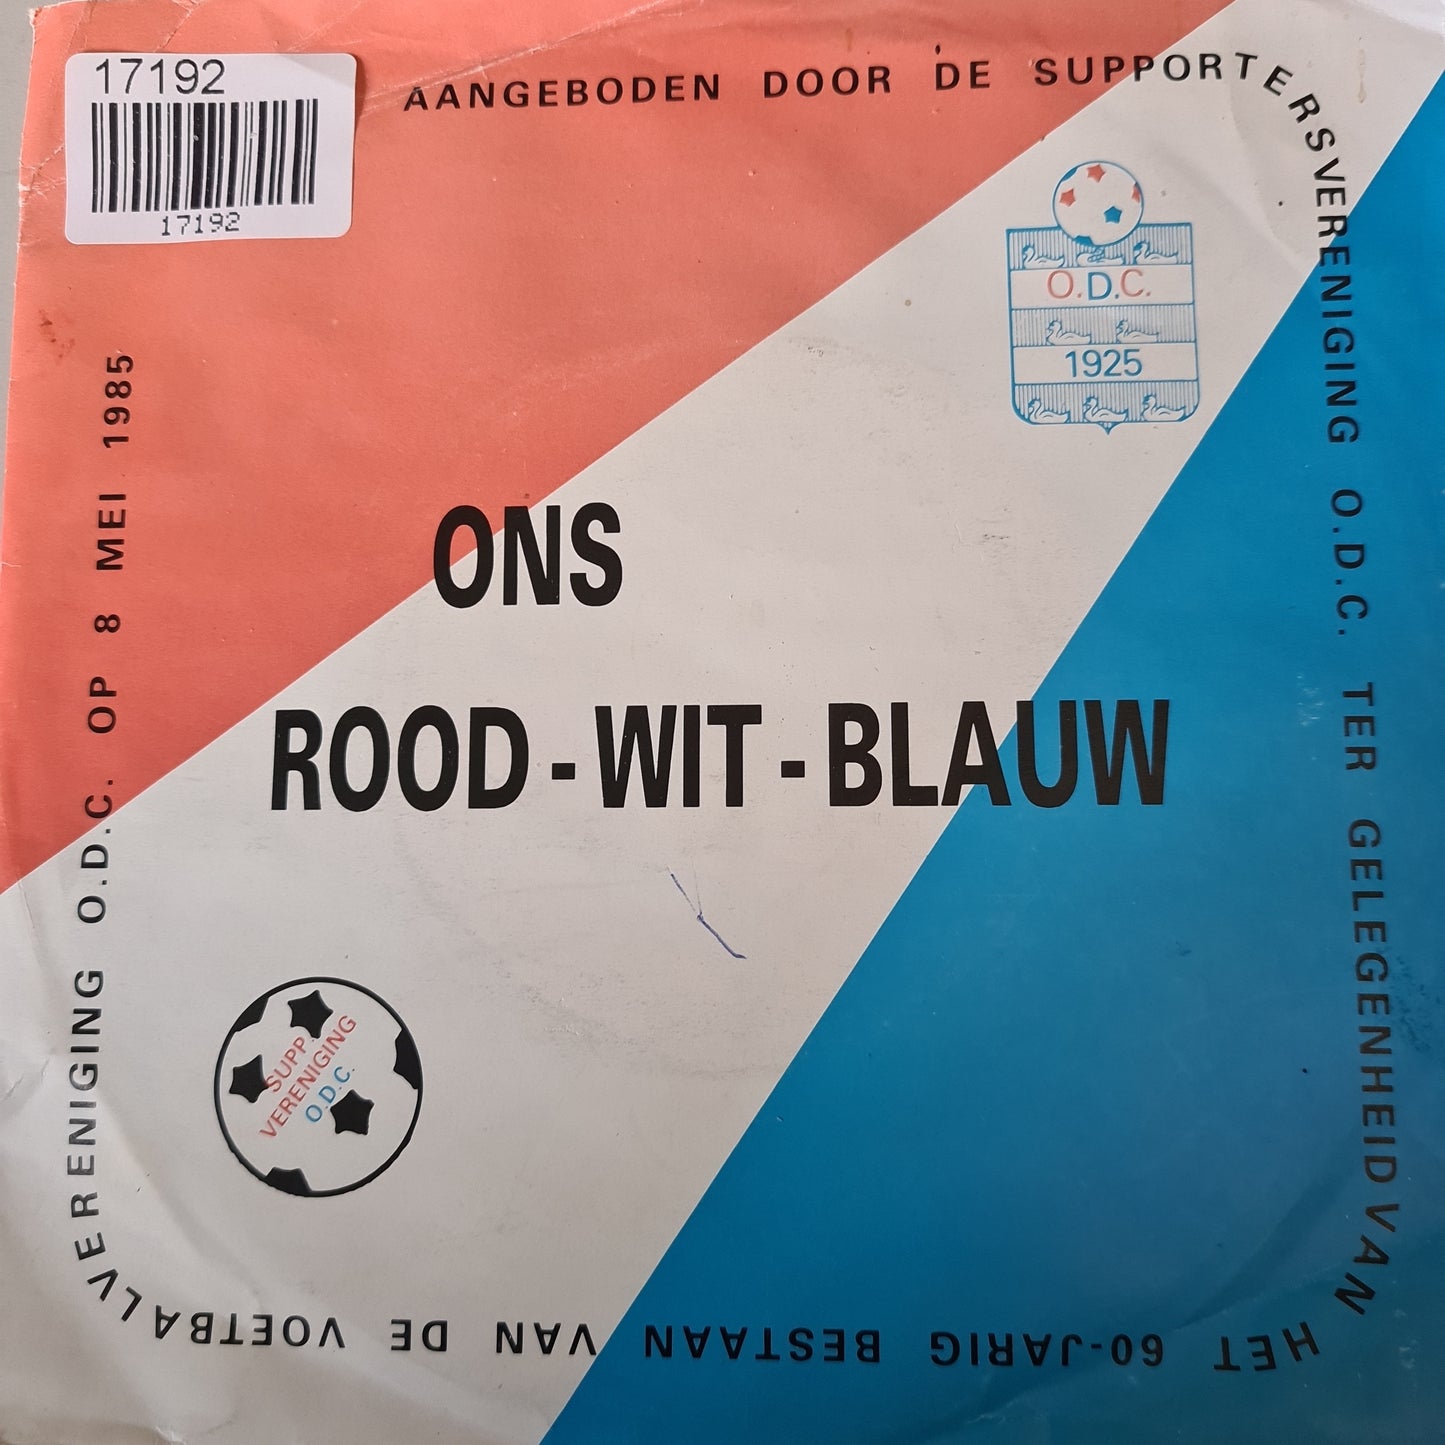 17192
17192
AANGEBODEN DOOR DE SUPPORTERSVERENIGING O.D.C. TER GELEGENHEID VAN HET 60-JARIG BESTAAN VAN DE VOETBALVERENIGING O.D.C. OP 8 MEI 1985
O.D.C.
1925
ONS
ROOD-WIT-BLAUW
SUPP.
VERENIGING
O.D.C.